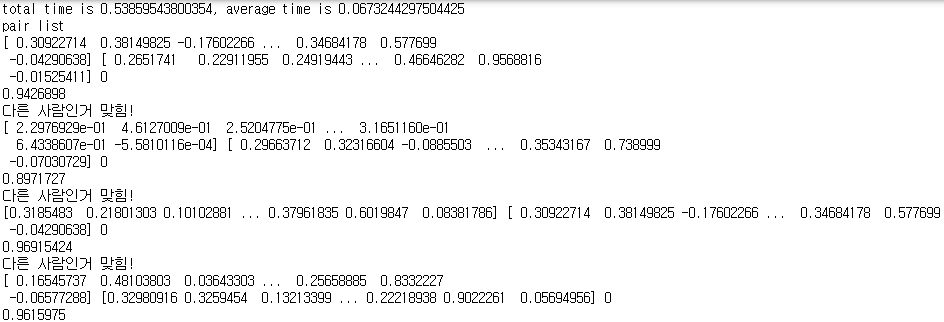 total time is 0.53859543800354, average time is 0.0673244297504425
pair list
[ 0.30922714  0.38149825 -0.17602266 ...  0.34684178  0.577699
 -0.04290638] [ 0.2651741   0.22911955  0.24919443 ...  0.46646282  0.9568816
 -0.01525411] 0
0.9426898
다른 사람인거 맞힘!
[ 2.2976929e-01  4.6127009e-01  2.5204775e-01 ...  3.1651160e-01
  6.4338607e-01 -5.5810116e-04] [ 0.29663712  0.32316604 -0.0885503  ...  0.35343167  0.738999
 -0.07030729] 0
0.8971727
다른 사람인거 맞힘!
[0.3185483  0.21801303 0.10102881 ... 0.37961835 0.6019847  0.08381786] [ 0.30922714  0.38149825 -0.17602266 ...  0.34684178  0.577699
 -0.04290638] 0
0.96915424
다른 사람인거 맞힘!
[ 0.16545737  0.48103803  0.03643303 ...  0.25658885  0.8332227
 -0.06577288] [0.32980916 0.3259454  0.13213399 ... 0.22218938 0.9022261  0.05694956] 0
0.9615975